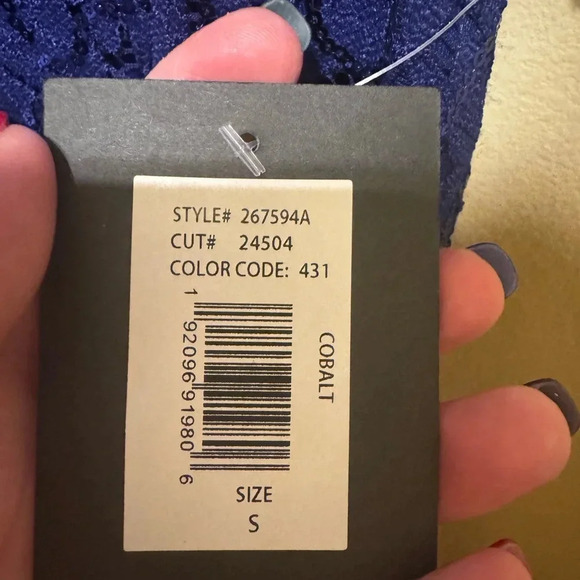 STYLE# 267594A
CUT# 24504
COLOR CODE: 431
COBALT
1 92096 91980 6
SIZE
S